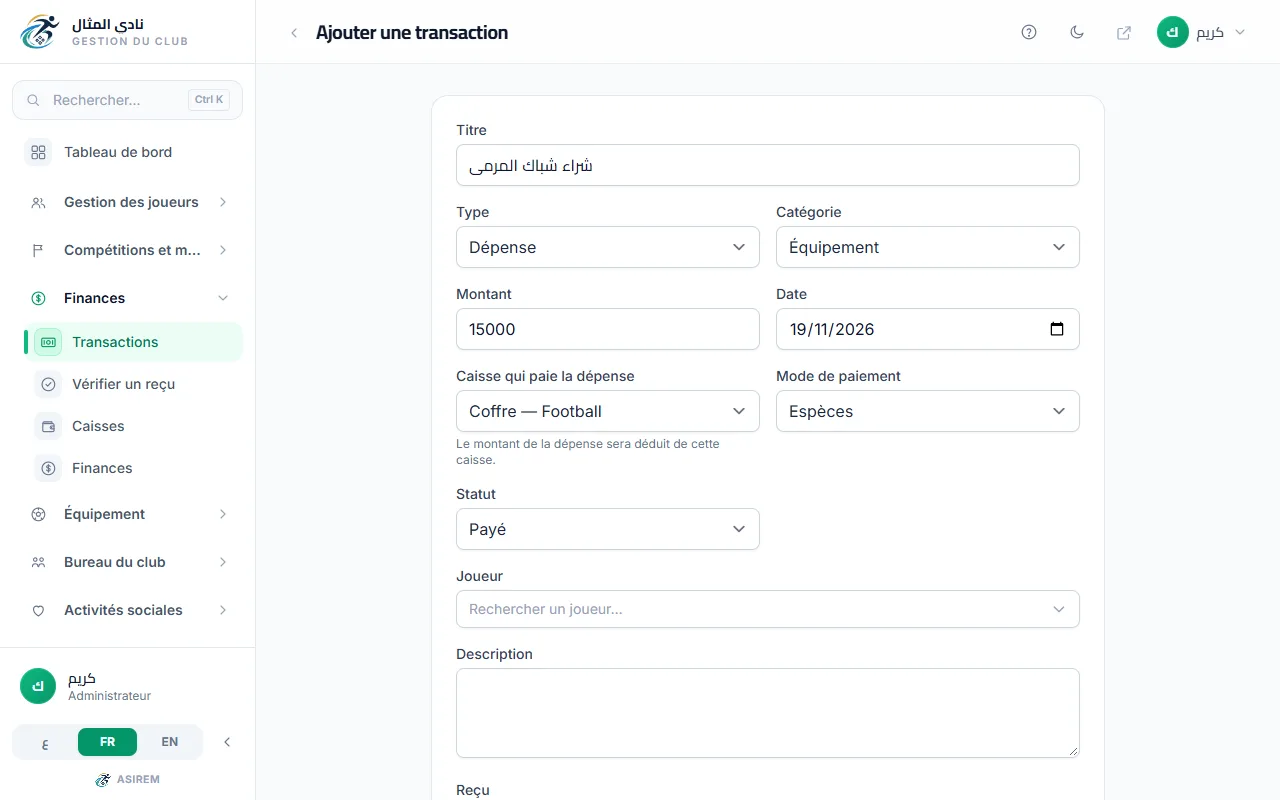 نادي المثال
GESTION DU CLUB
Rechercher...
Ctrl K
Tableau de bord
Gestion des joueurs
Compétitions et m...
Finances
Transactions
Vérifier un reçu
Caisses
Finances
Équipement
Bureau du club
Activités sociales
ك
كريم
Administrateur
ع
FR
EN
ASIREM
Ajouter une transaction
ك
كريم
Titre
شراء شباك المرمى
Type
Catégorie
Dépense
Équipement
Montant
Date
15000
19/11/2026
Caisse qui paie la dépense
Mode de paiement
Coffre — Football
Espèces
Le montant de la dépense sera déduit de cette
caisse.
Statut
Payé
Joueur
Rechercher un joueur...
Description
Reçu